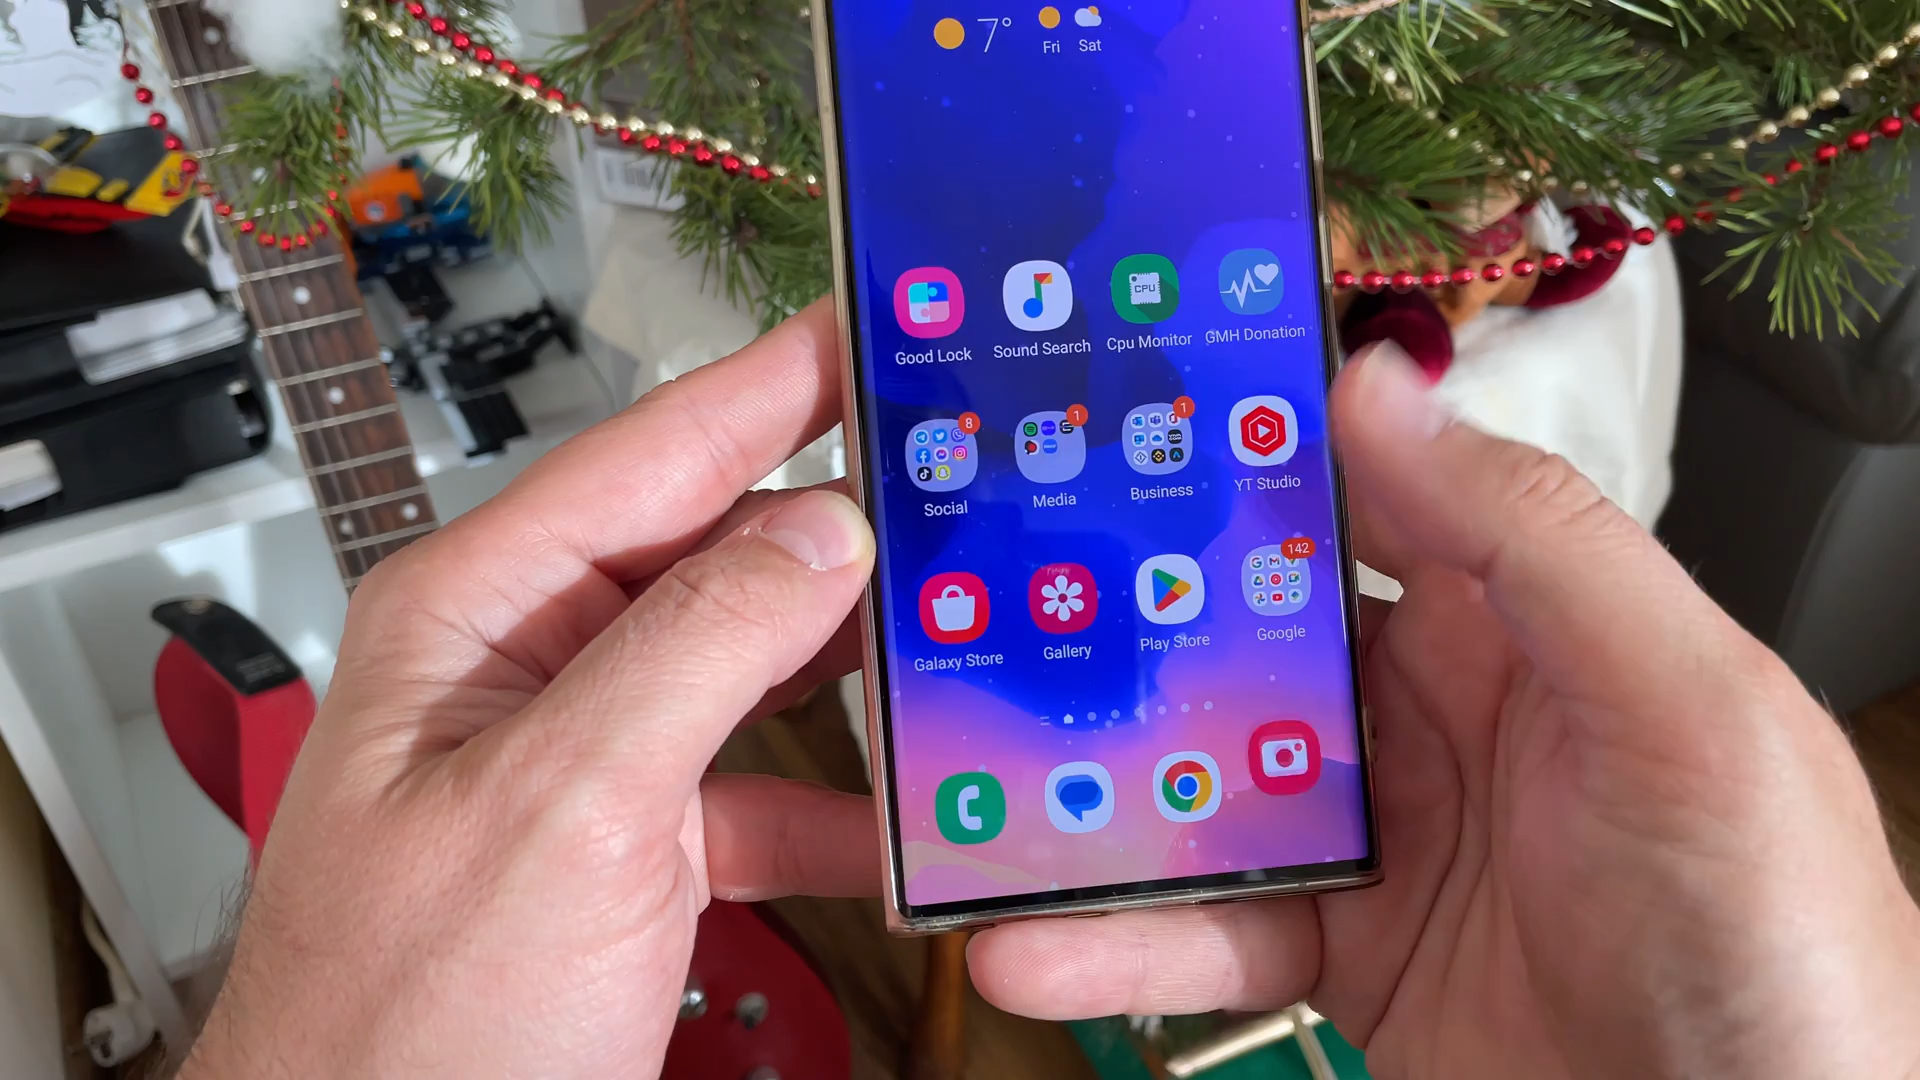 7°
Fri Sat
Good Lock Sound Search Cpu Monitor GMH Donation
CPU
8 1 1
Social Media Business YT Studio
142
Galaxy Store Gallery Play Store Google